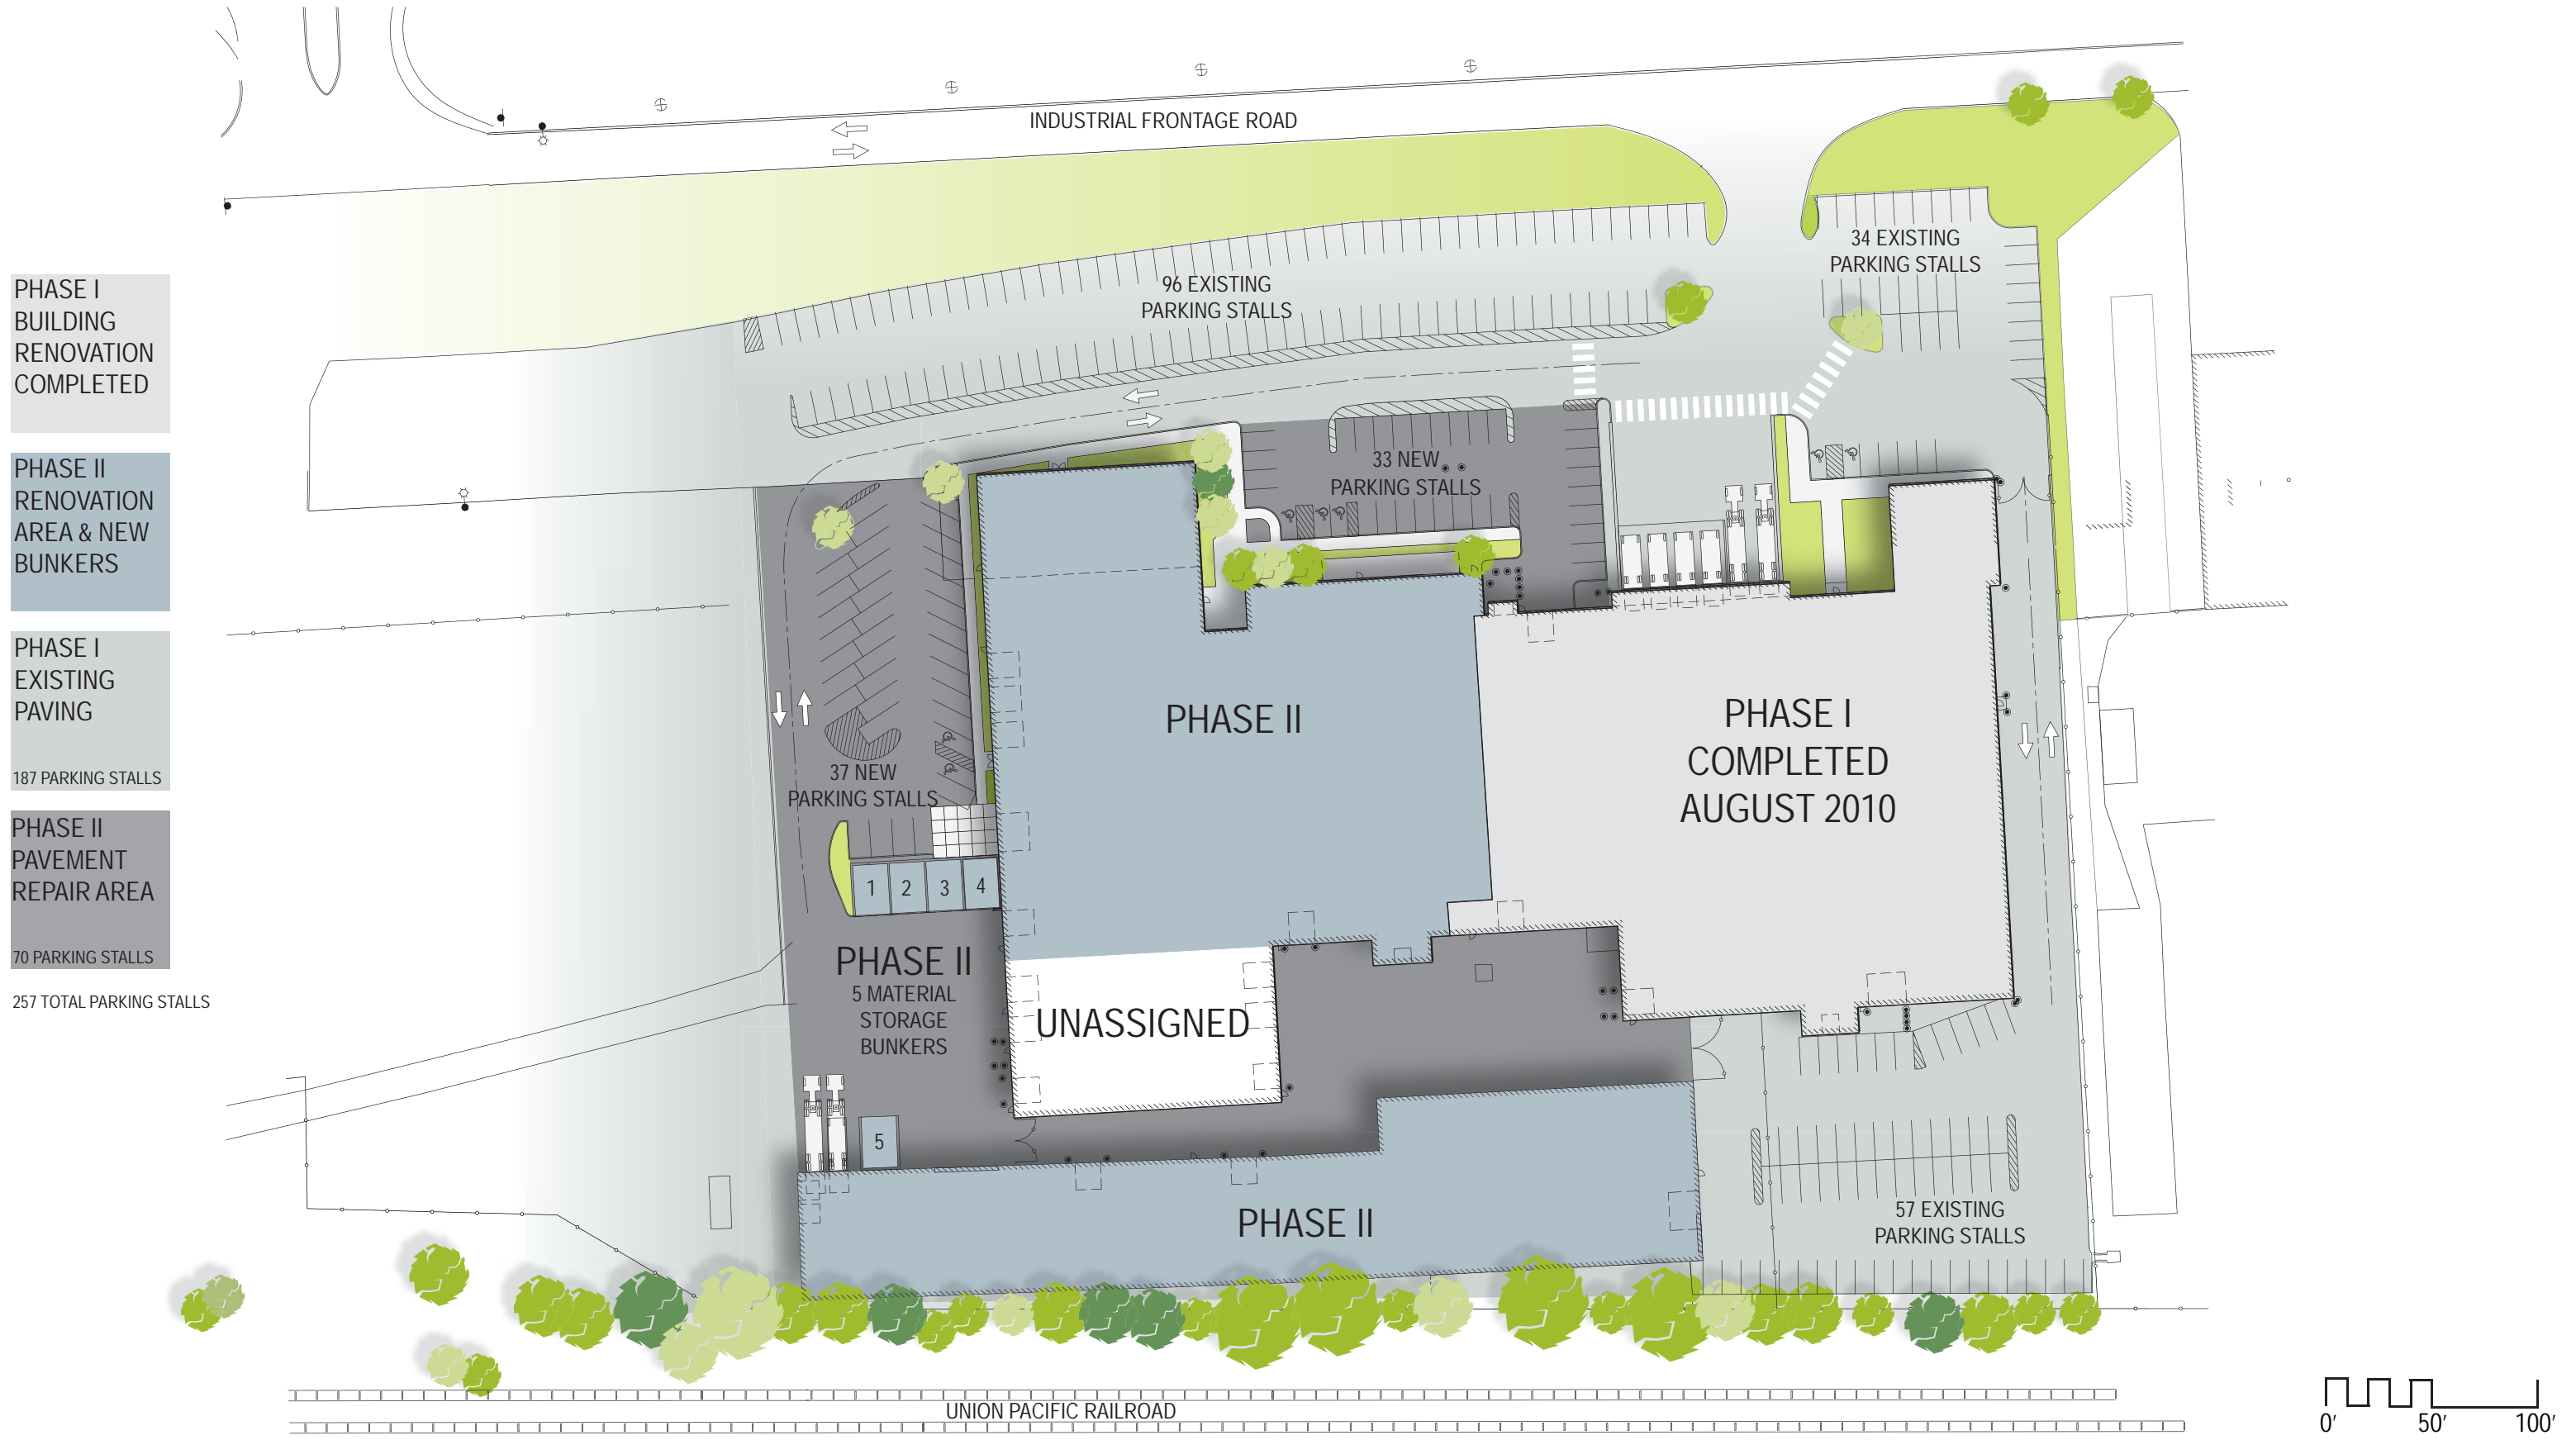 INDUSTRIAL FRONTAGE ROAD
34 EXISTING
PARKING STALLS
96 EXISTING
PARKING STALLS
PHASE I
BUILDING
RENOVATION
COMPLETED
PHASE II
RENOVATION
AREA & NEW
BUNKERS
PHASE I
EXISTING
PAVING
187 PARKING STALLS
PHASE II
PAVEMENT
REPAIR AREA
70 PARKING STALLS
257 TOTAL PARKING STALLS
33 NEW
PARKING STALLS
PHASE II
PHASE I
COMPLETED
AUGUST 2010
37 NEW
PARKING STALLS
1 2 3 4
PHASE II
5 MATERIAL
STORAGE
BUNKERS
UNASSIGNED
5
PHASE II
57 EXISTING
PARKING STALLS
UNION PACIFIC RAILROAD
0' 50' 100'